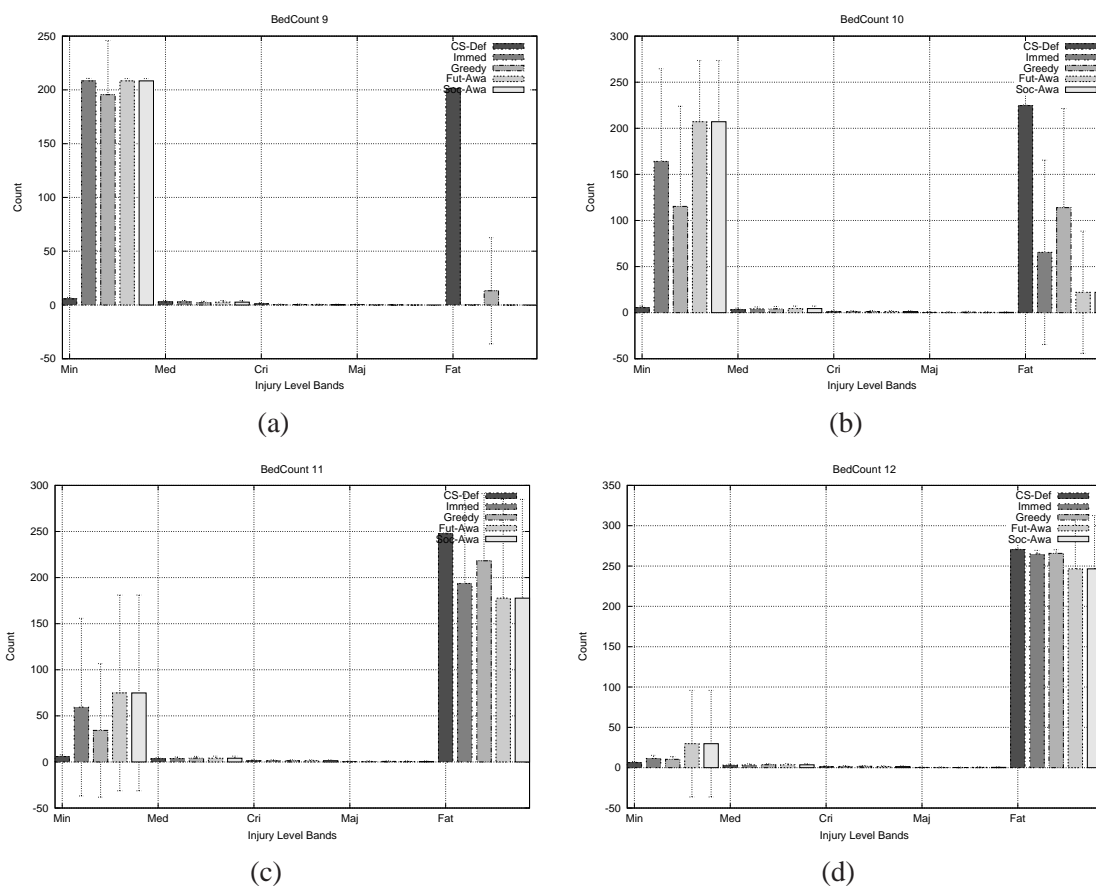 BedCount 9
250
200
150
100
50
0
-50
Count
CS-Def
Immed
Greedy
Fut-Awa
Soc-Awa
Min Med Cri Maj Fat
Injury Level Bands
(a)
BedCount 10
300
250
200
150
100
50
0
-50
Count
CS-Def
Immed
Greedy
Fut-Awa
Soc-Awa
Min Med Cri Maj Fat
Injury Level Bands
(b)
BedCount 11
300
250
200
150
100
50
0
-50
Count
CS-Def
Immed
Greedy
Fut-Awa
Soc-Awa
Min Med Cri Maj Fat
Injury Level Bands
(c)
BedCount 12
350
300
250
200
150
100
50
0
-50
Count
CS-Def
Immed
Greedy
Fut-Awa
Soc-Awa
Min Med Cri Maj Fat
Injury Level Bands
(d)